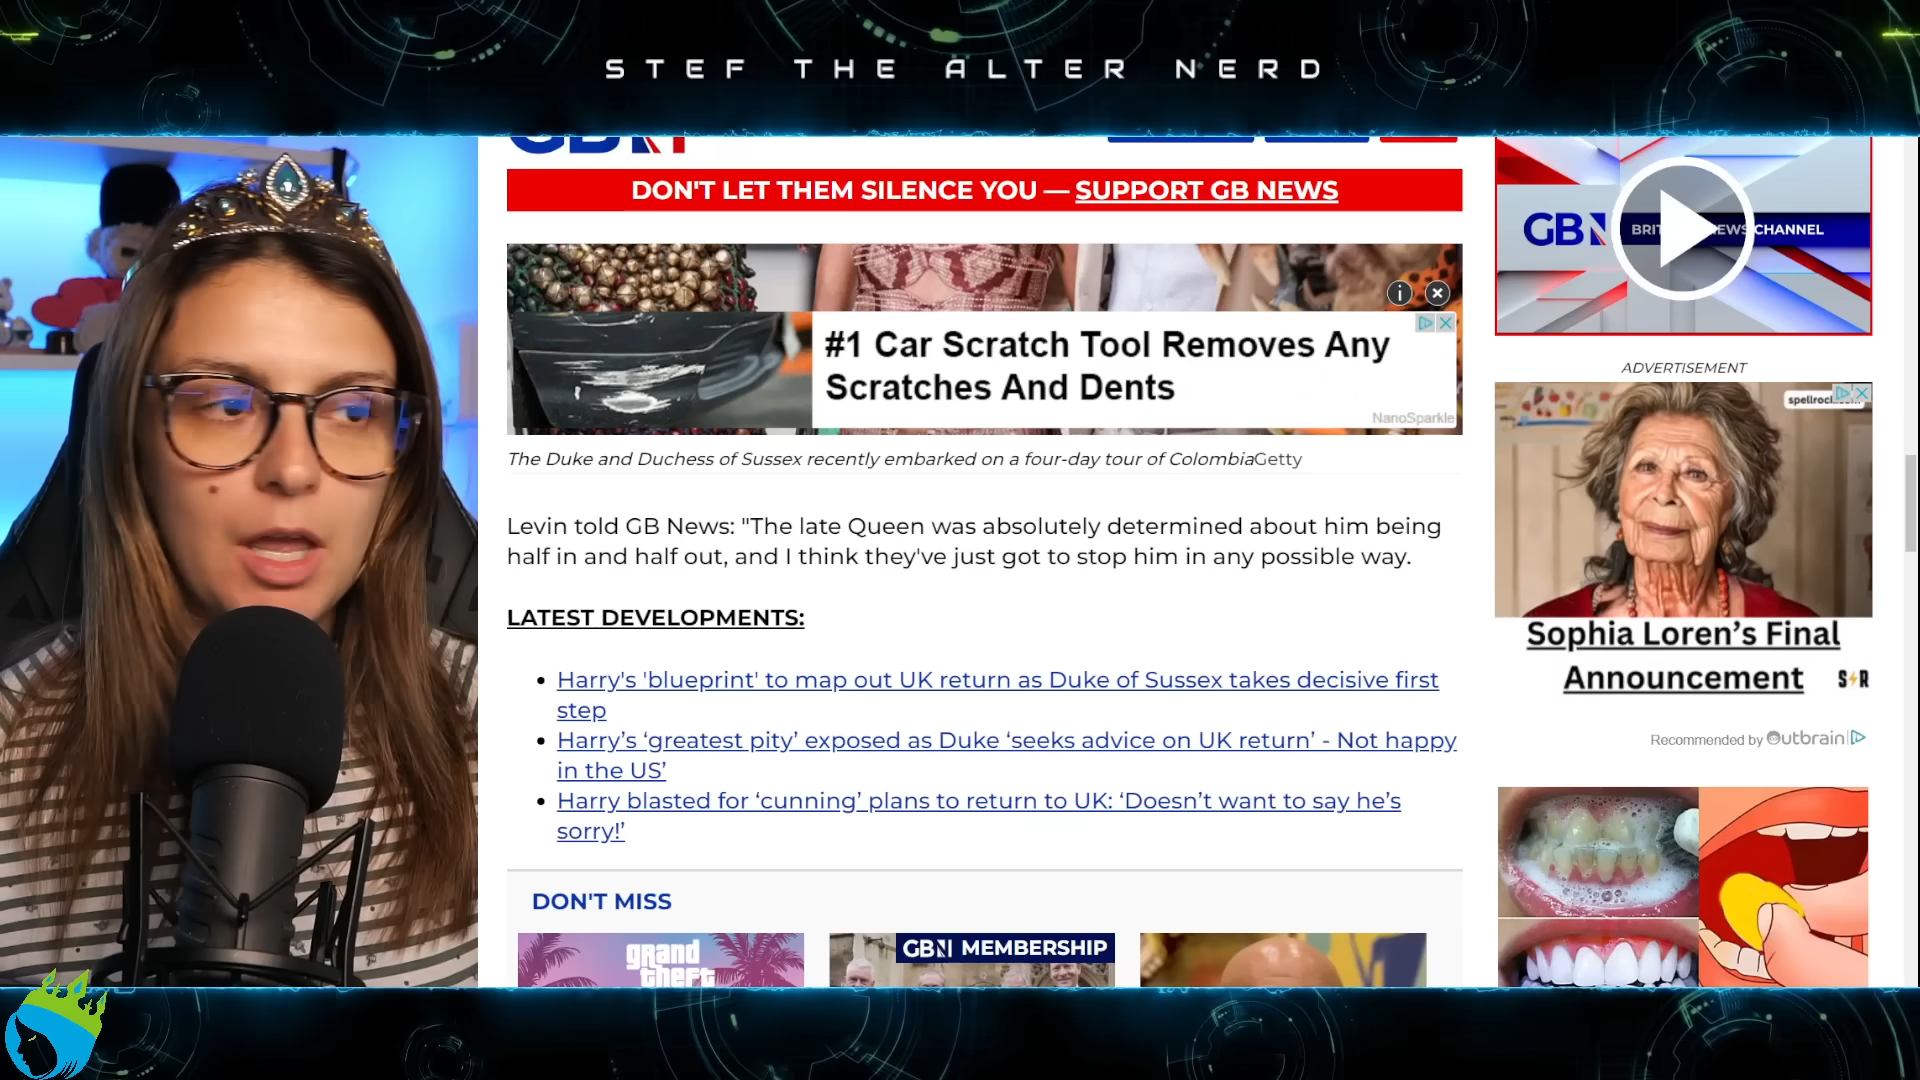 STEF THE ALTER NERD
DON'T LET THEM SILENCE YOU — SUPPORT GB NEWS
#1 Car Scratch Tool Removes Any
Scratches And Dents
NanoSparkle
The Duke and Duchess of Sussex recently embarked on a four-day tour of ColombiaGetty
Levin told GB News: "The late Queen was absolutely determined about him being
half in and half out, and I think they've just got to stop him in any possible way.
LATEST DEVELOPMENTS:
• Harry's 'blueprint' to map out UK return as Duke of Sussex takes decisive first
step
• Harry’s ‘greatest pity’ exposed as Duke ‘seeks advice on UK return’ - Not happy
in the US’
• Harry blasted for ‘cunning’ plans to return to UK: ‘Doesn’t want to say he’s
sorry!’
DON'T MISS
grand
theft
GBN MEMBERSHIP
GBN
CHANNEL
ADVERTISEMENT
Sophia Loren’s Final
Announcement
S R
Recommended by Outbrain